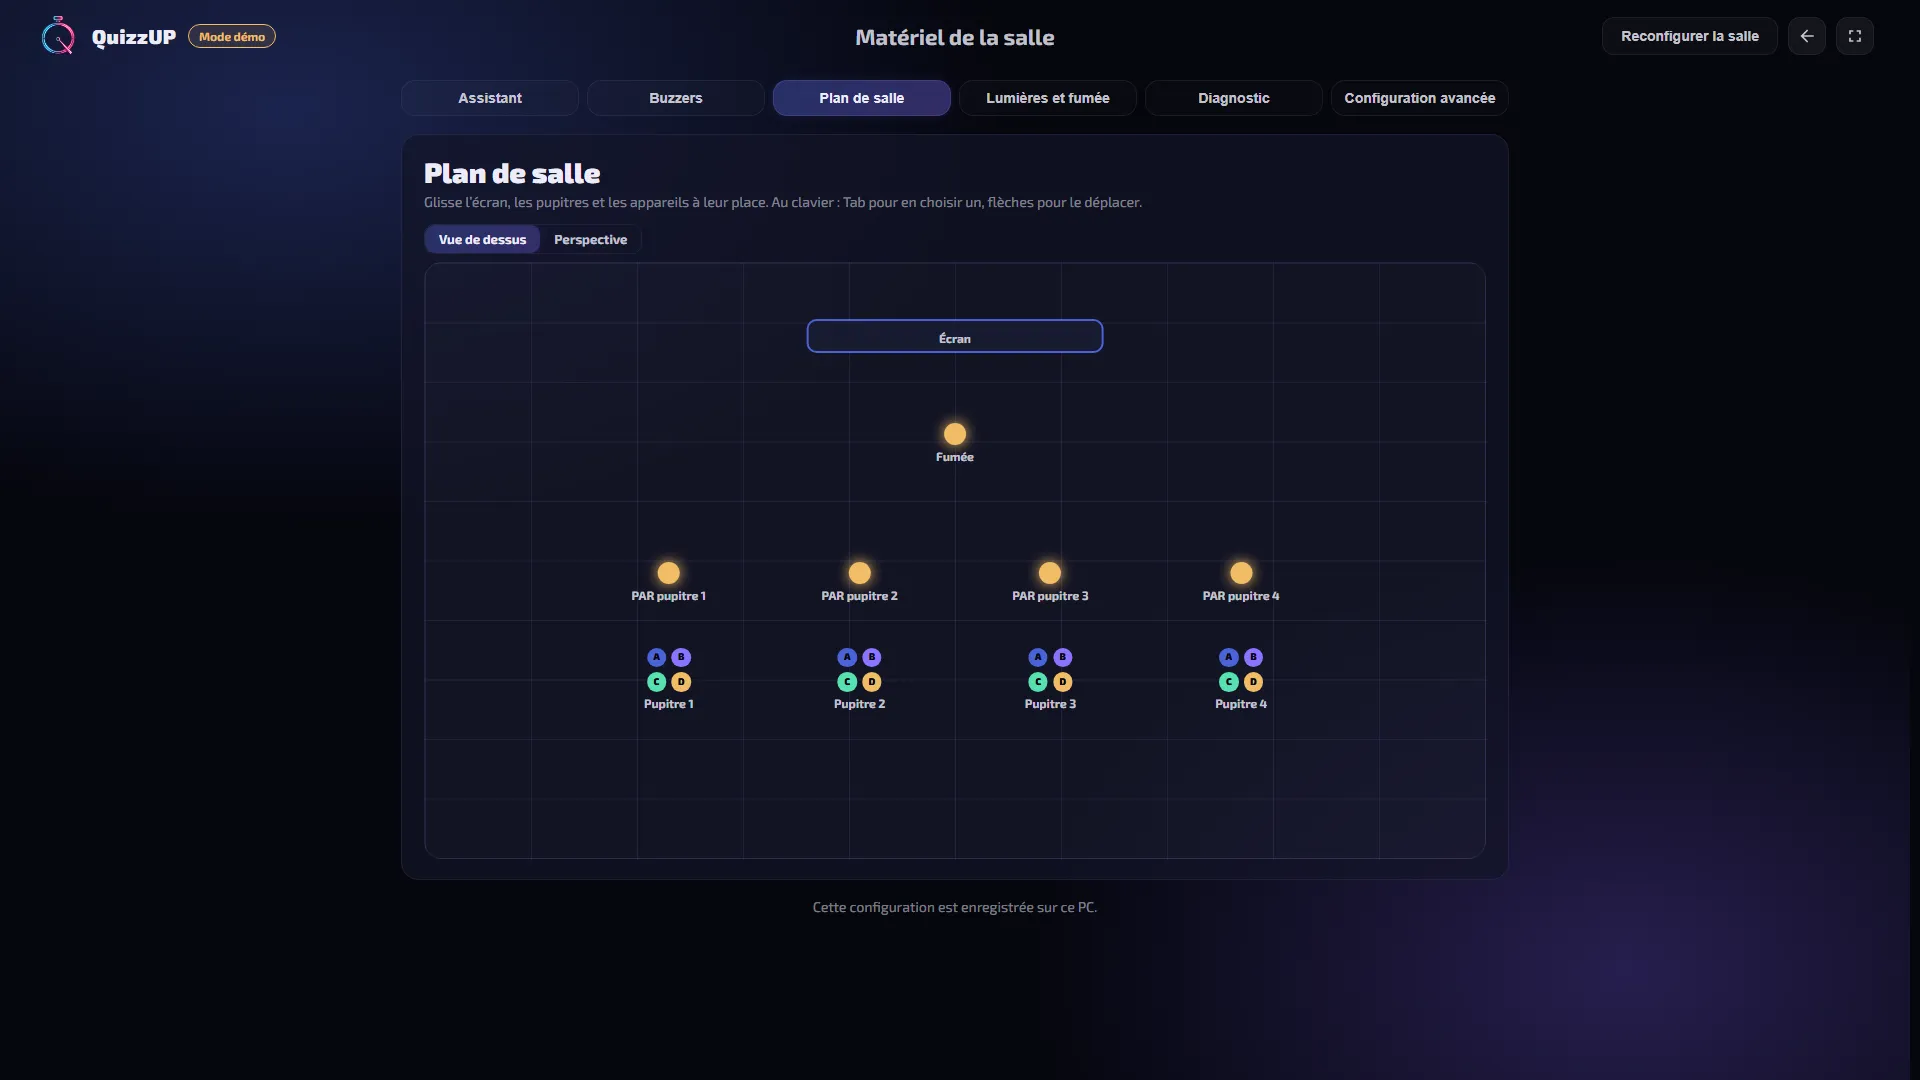 QuizzUP
Mode démo
Matériel de la salle
Reconfigurer la salle
Assistant
Buzzers
Plan de salle
Lumières et fumée
Diagnostic
Configuration avancée
Plan de salle
Glisse l'écran, les pupitres et les appareils à leur place. Au clavier : Tab pour en choisir un, flèches pour le déplacer.
Vue de dessus
Perspective
Écran
Fumée
PAR pupitre 1
PAR pupitre 2
PAR pupitre 3
PAR pupitre 4
A B
C D
Pupitre 1
A B
C D
Pupitre 2
A B
C D
Pupitre 3
A B
C D
Pupitre 4
Cette configuration est enregistrée sur ce PC.